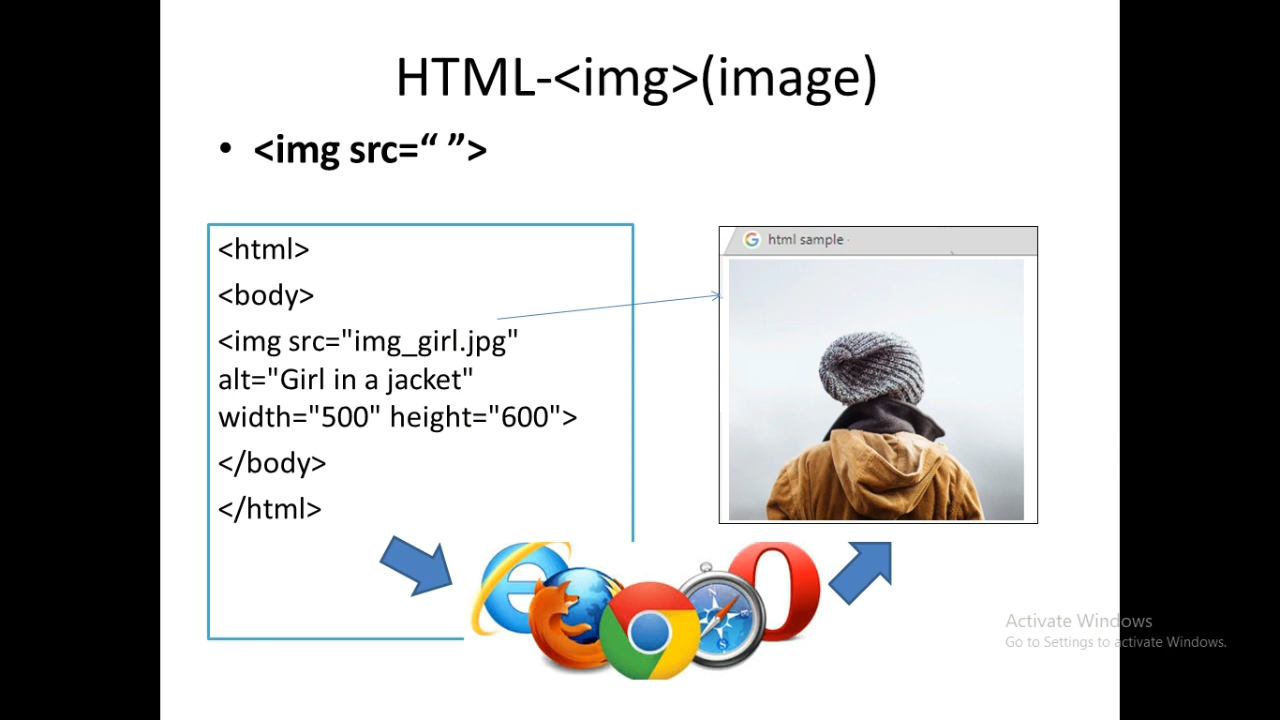 HTML-<img>(image)
• <img src=“ ”>
<html>
<body>
<img src="img_girl.jpg"
alt="Girl in a jacket"
width="500" height="600">
</body>
</html>
html sample
Activate Windows
Go to Settings to activate Windows.